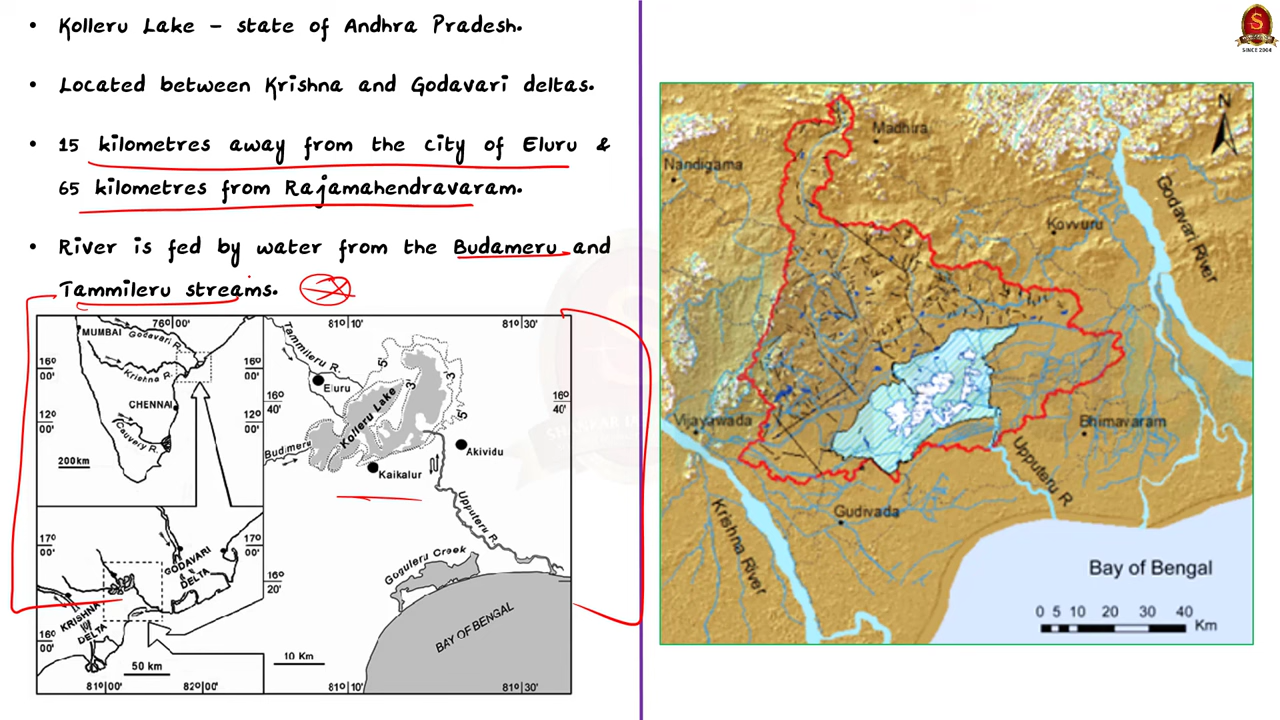 • Kolleru Lake – state of Andhra Pradesh.
• Located between Krishna and Godavari deltas.
• 15 kilometres away from the city of Eluru &
65 kilometres from Rajamahendravaram.
• River is fed by water from the Budameru and
Tammileru streams.
MUMBAI
Godavari R.
Krishna R.
CHENNAI
Cauvery R.
200km
76°00'
16°
00'
12°
00'
16°
00'
12°
00'
17°
00'
17°
00'
GODAVARI
DELTA
KRISHNA
DELTA
16°
00'
50 km
81°00'
82°00'
81°10'
81°30'
Tammileru R.
Eluru
5'
3'
3'
5'
Kolleru Lake
16°
40'
16°
40'
Budimeru
Akividu
Kaikalur
Upputeru R.
Goguleru Creek
16°
20'
BAY OF BENGAL
10 Km
81°10'
81°30'
SINCE 2004
N
Madhira
Nandigama
Godavari River
Kovvuru
Vijayawada
Bhimavaram
Upputeru R.
Gudivada
Krishna River
Bay of Bengal
0 5 10 20 30 40
Km